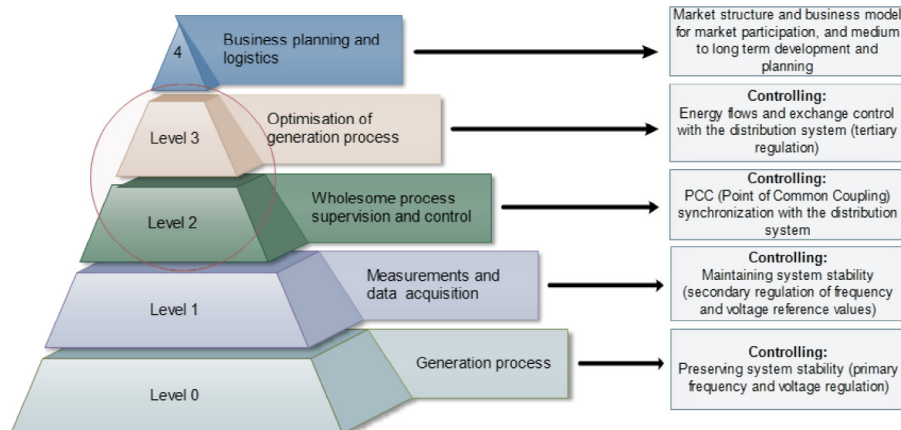 4
Business planning and
logistics
Market structure and business model
for market participation, and medium
to long term development and
planning
Level 3
Optimisation of
generation process
Controlling:
Energy flows and exchange control
with the distribution system (tertiary
regulation)
Level 2
Wholesome process
supervision and control
Controlling:
PCC (Point of Common Coupling)
synchronization with the distribution
system
Level 1
Measurements and
data acquisition
Controlling:
Maintaining system stability
(secondary regulation of frequency
and voltage reference values)
Level 0
Generation process
Controlling:
Preserving system stability (primary
frequency and voltage regulation)